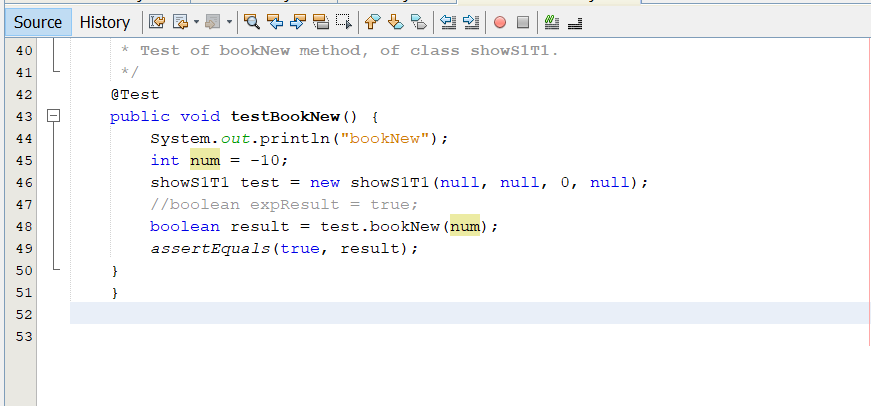 Source History
40 * Test of bookNew method, of class showS1T1.
41 */
42 @Test
43 public void testBookNew() {
44 System.out.println("bookNew");
45 int num = -10;
46 showS1T1 test = new showS1T1(null, null, 0, null);
47 //boolean expResult = true;
48 boolean result = test.bookNew(num);
49 assertEquals(true, result);
50 }
51 }
52
53